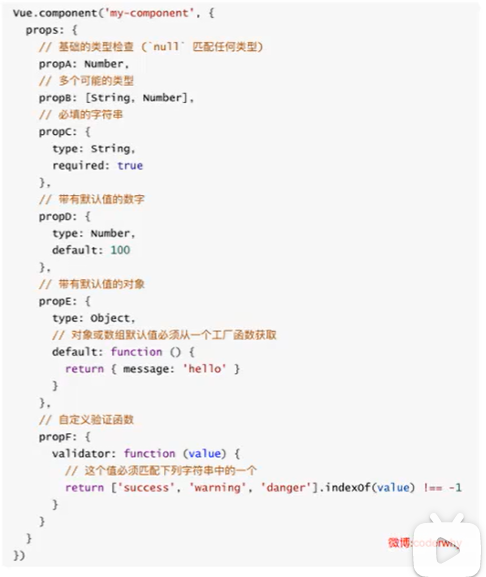 Vue.component('my-component', {
  props: {
    // 基础的类型检查 (`null` 匹配任何类型)
    propA: Number,
    // 多个可能的类型
    propB: [String, Number],
    // 必填的字符串
    propC: {
      type: String,
      required: true
    },
    // 带有默认值的数字
    propD: {
      type: Number,
      default: 100
    },
    // 带有默认值的对象
    propE: {
      type: Object,
      // 对象或数组默认值必须从一个工厂函数获取
      default: function () {
        return { message: 'hello' }
      }
    },
    // 自定义验证函数
    propF: {
      validator: function (value) {
        // 这个值必须匹配下列字符串中的一个
        return ['success', 'warning', 'danger'].indexOf(value) !== -1
      }
    }
  }
})
微博:coderwhy